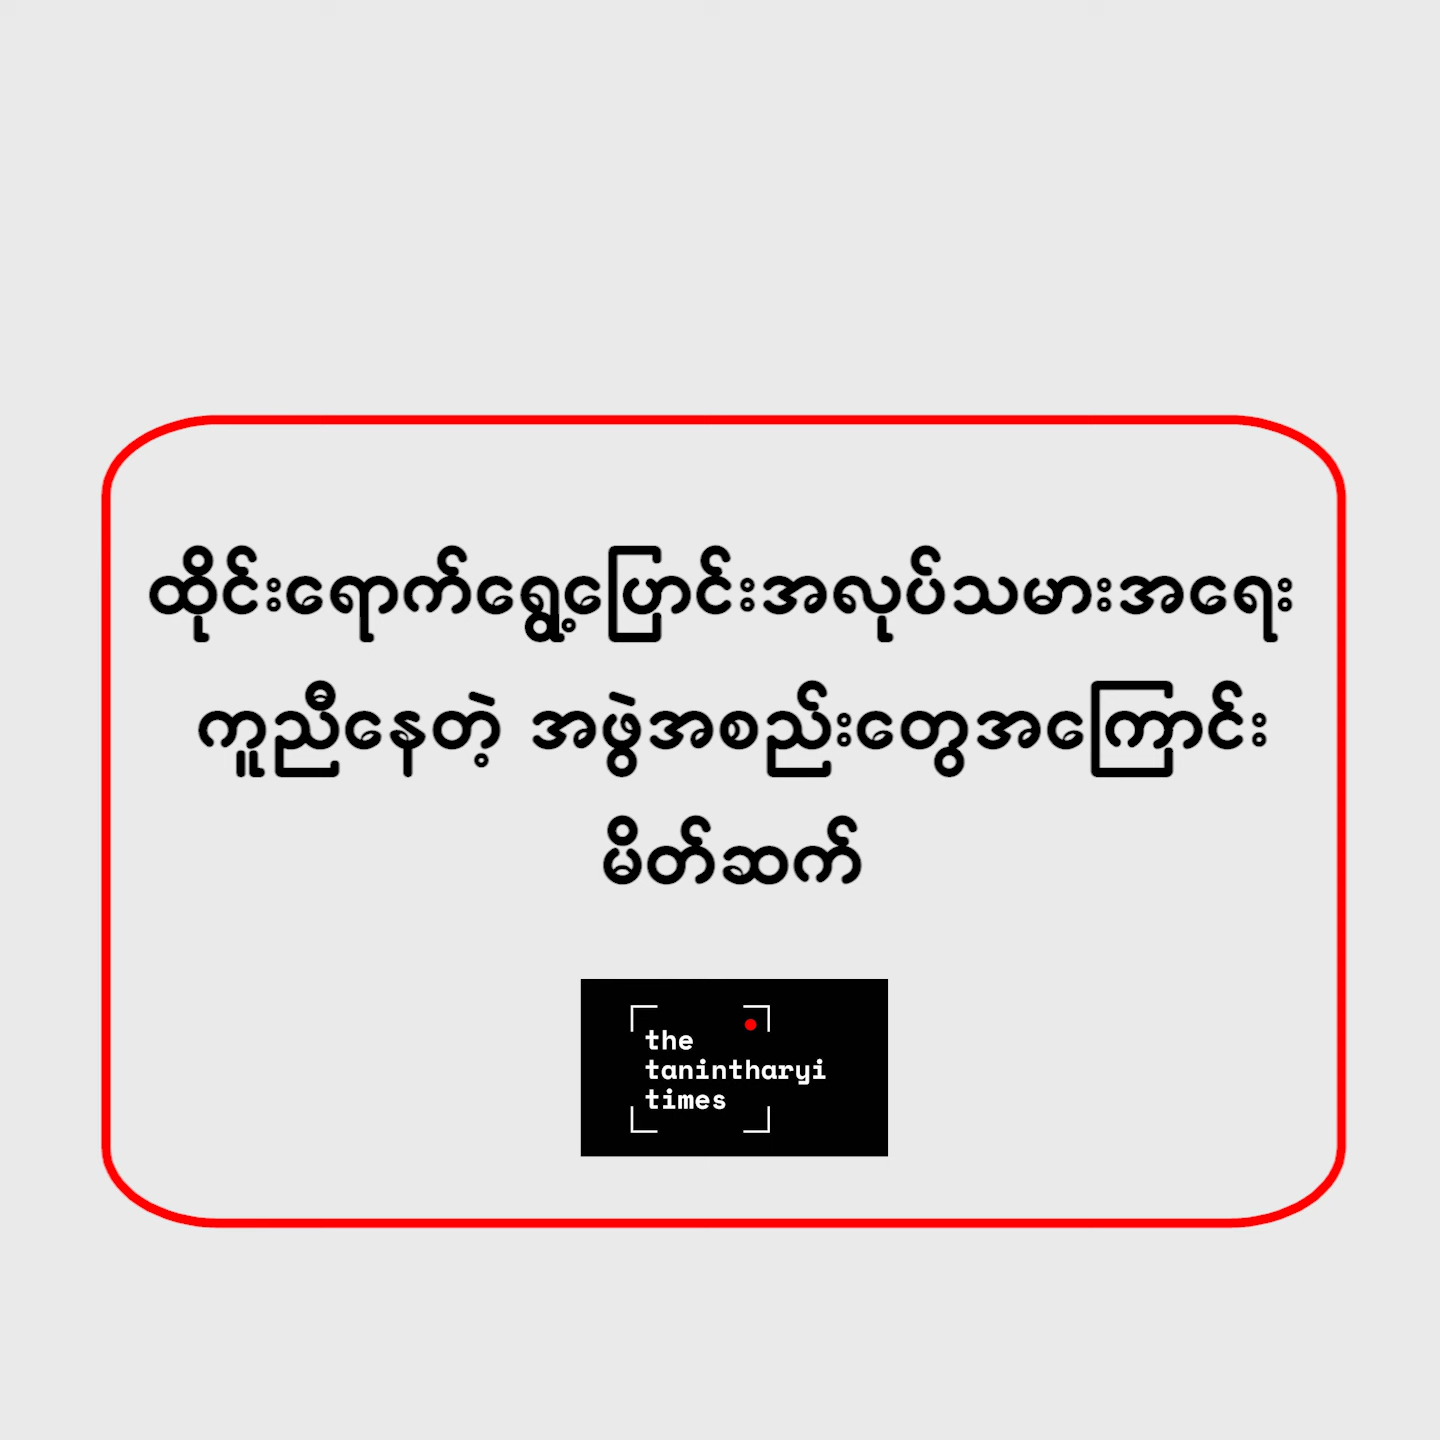 ထိုင်းရောက်ရွှေ့ပြောင်းအလုပ်သမားအရေး
ကူညီနေတဲ့ အဖွဲအစည်းတွေအကြောင်း
မိတ်ဆက်
the
tanintharyi
times